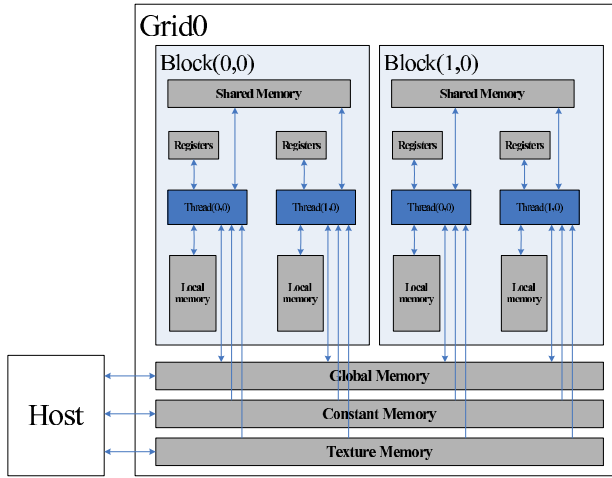 Grid0
Block(0,0)
Shared Memory
Registers
Registers
Thread(0,0)
Thread(1,0)
Local
memory
Local
memory
Block(1,0)
Shared Memory
Registers
Registers
Thread(0,0)
Thread(1,0)
Local
memory
Local
memory
Host
Global Memory
Constant Memory
Texture Memory